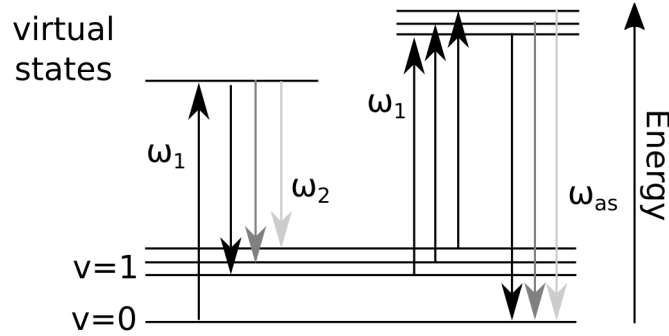 virtual
states
ω1
ω2
ω1
ωas
Energy
v=1
v=0